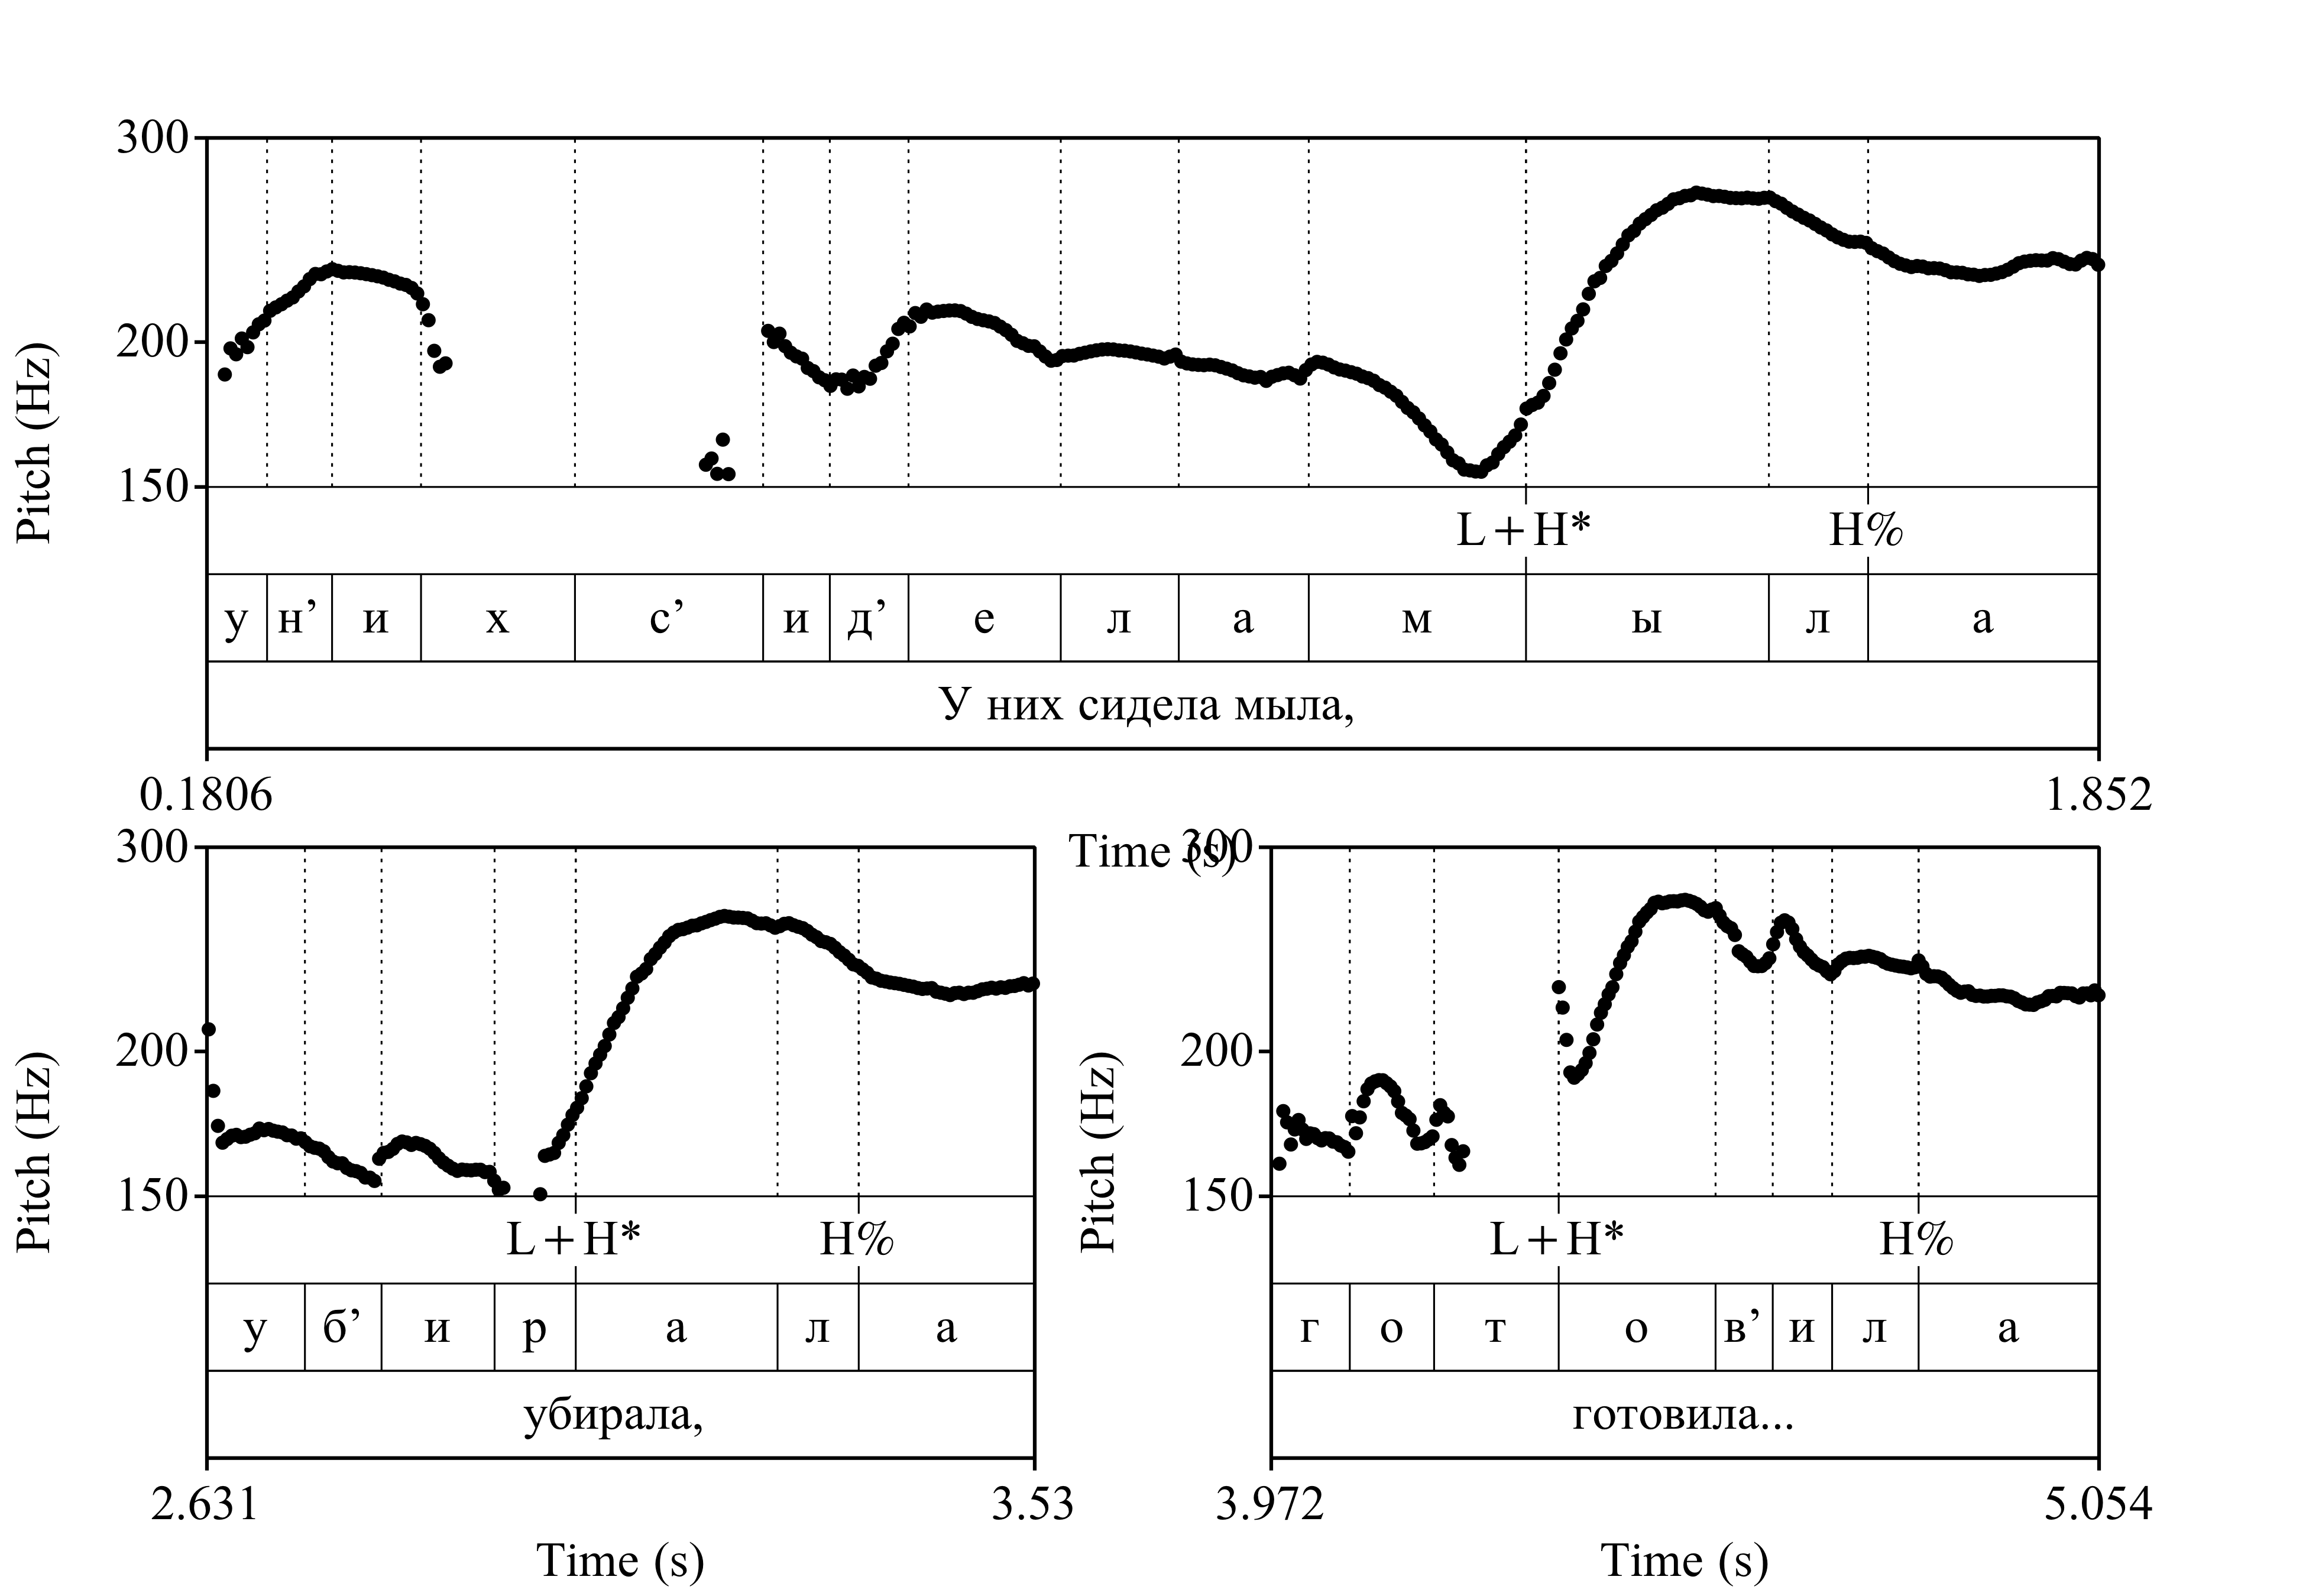 300
200
150
Pitch (Hz)
L+H* H%
у н’ и х с’ и д’ е л а м ы л а
У них сидела мыла,
0.1806 1.852
Time (s)
300
200
150
Pitch (Hz)
L+H* H%
у б’ и р а л а
убирала,
2.631 3.53
Time (s)
300
200
150
Pitch (Hz)
L+H* H%
г о т о в’ и л а
готовила...
3.972 5.054
Time (s)